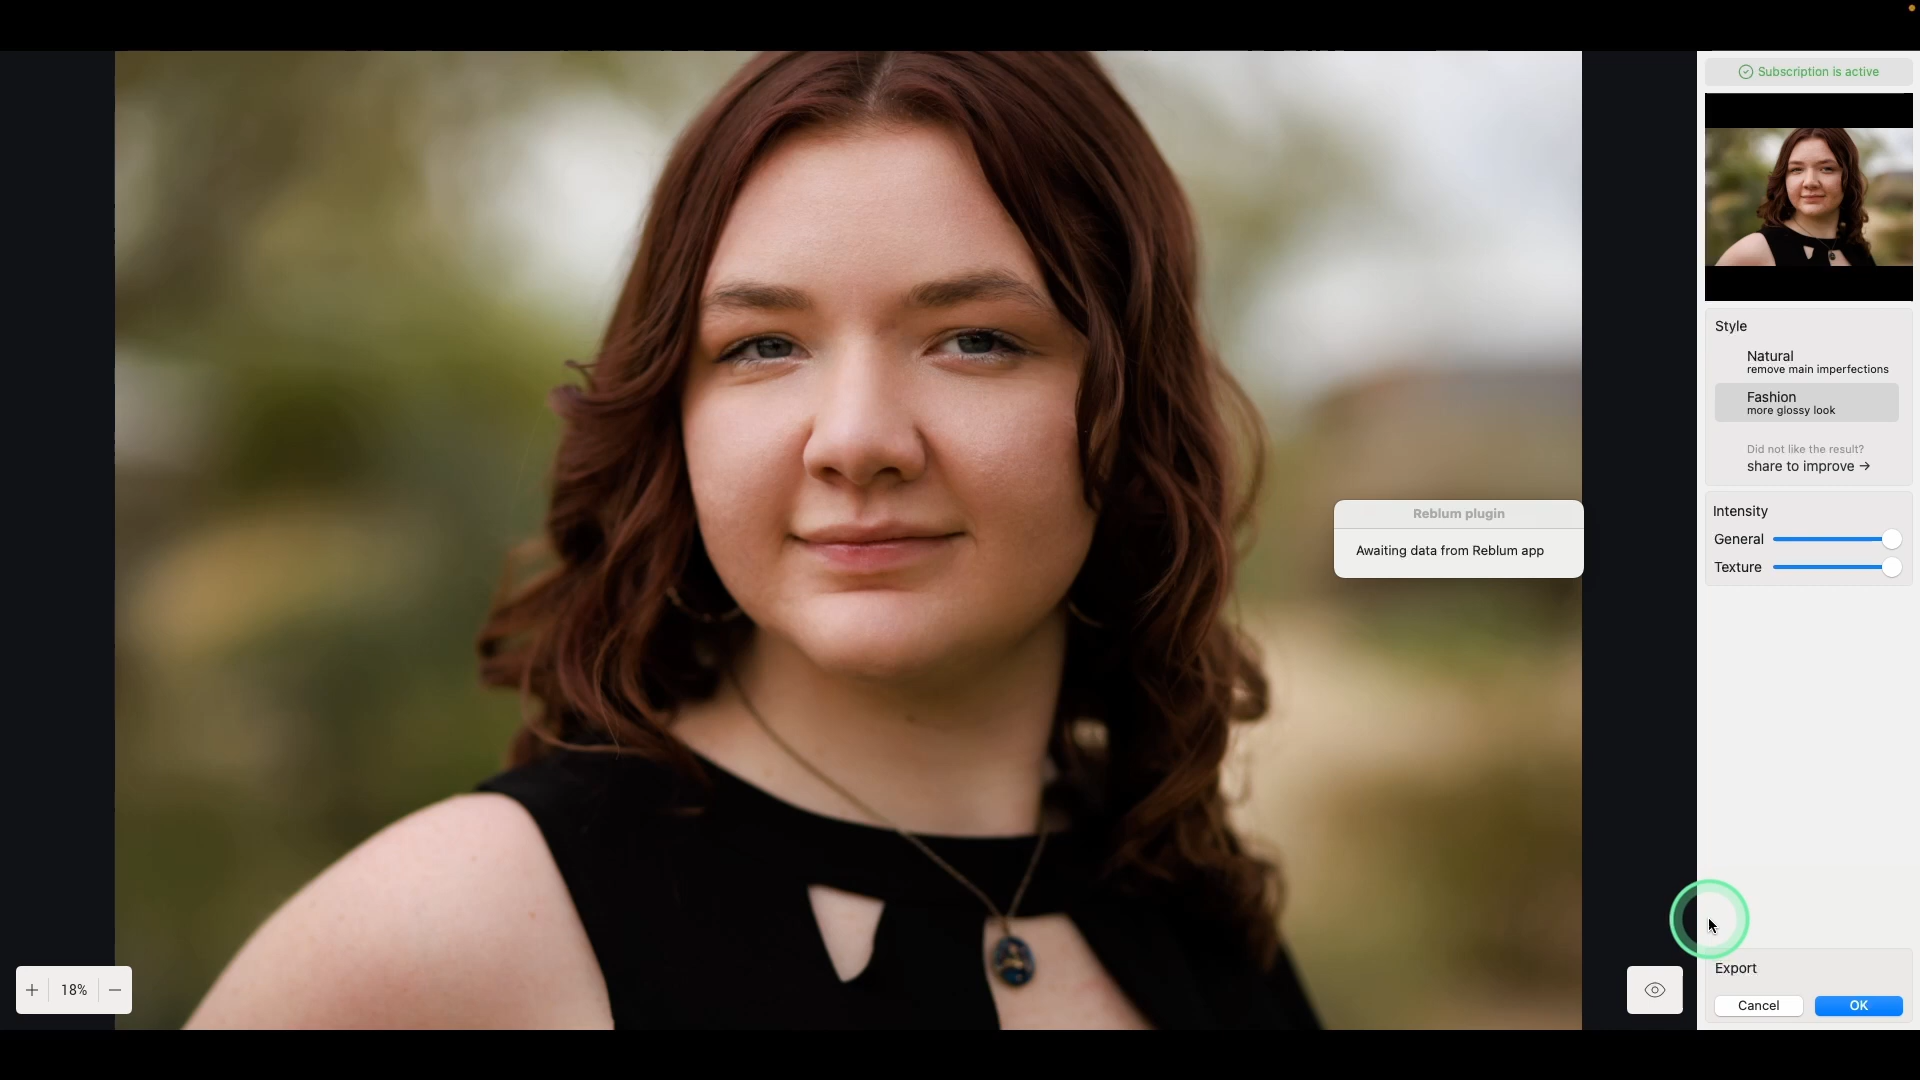 Subscription is active
Style
Natural
remove main imperfections
Fashion
more glossy look
Did not like the result?
share to improve →
Intensity
General
Texture
Reblum plugin
Awaiting data from Reblum app
18%
Export
Cancel
OK